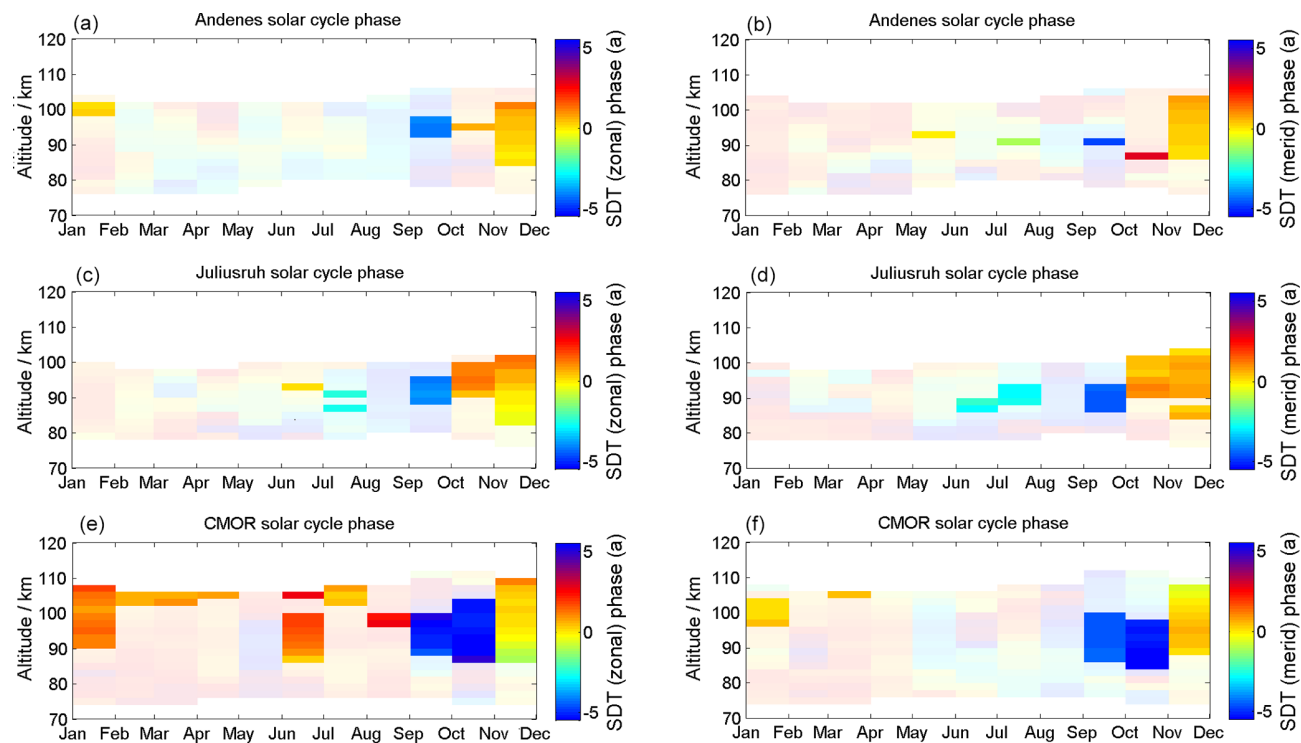 (a) Andenes solar cycle phase
120
110
100
90
80
70
Altitude / km
Jan Feb Mar Apr May Jun Jul Aug Sep Oct Nov Dec
5
0
-5
SDT (zonal) phase (a)
(b) Andenes solar cycle phase
120
110
100
90
80
70
Altitude / km
Jan Feb Mar Apr May Jun Jul Aug Sep Oct Nov Dec
5
0
-5
SDT (merid) phase (a)
(c) Juliusruh solar cycle phase
120
110
100
90
80
70
Altitude / km
Jan Feb Mar Apr May Jun Jul Aug Sep Oct Nov Dec
5
0
-5
SDT (zonal) phase (a)
(d) Juliusruh solar cycle phase
120
110
100
90
80
70
Altitude / km
Jan Feb Mar Apr May Jun Jul Aug Sep Oct Nov Dec
5
0
-5
SDT (merid) phase (a)
(e) CMOR solar cycle phase
120
110
100
90
80
70
Altitude / km
Jan Feb Mar Apr May Jun Jul Aug Sep Oct Nov Dec
5
0
-5
SDT (zonal) phase (a)
(f) CMOR solar cycle phase
120
110
100
90
80
70
Altitude / km
Jan Feb Mar Apr May Jun Jul Aug Sep Oct Nov Dec
5
0
-5
SDT (merid) phase (a)